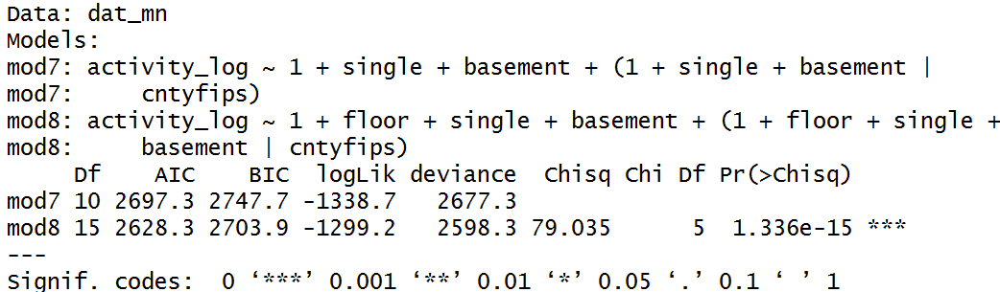 Data: dat_mn
Models:
mod7: activity_log ~ 1 + single + basement + (1 + single + basement |
mod7:     cntyfips)
mod8: activity_log ~ 1 + floor + single + basement + (1 + floor + single +
mod8:     basement | cntyfips)
     Df    AIC    BIC  logLik deviance  Chisq Chi Df Pr(>Chisq)
mod7 10 2697.3 2747.7 -1338.7   2677.3
mod8 15 2628.3 2703.9 -1299.2   2598.3 79.035      5  1.336e-15 ***
---
Signif. codes:  0 ‘***’ 0.001 ‘**’ 0.01 ‘*’ 0.05 ‘.’ 0.1 ‘ ’ 1